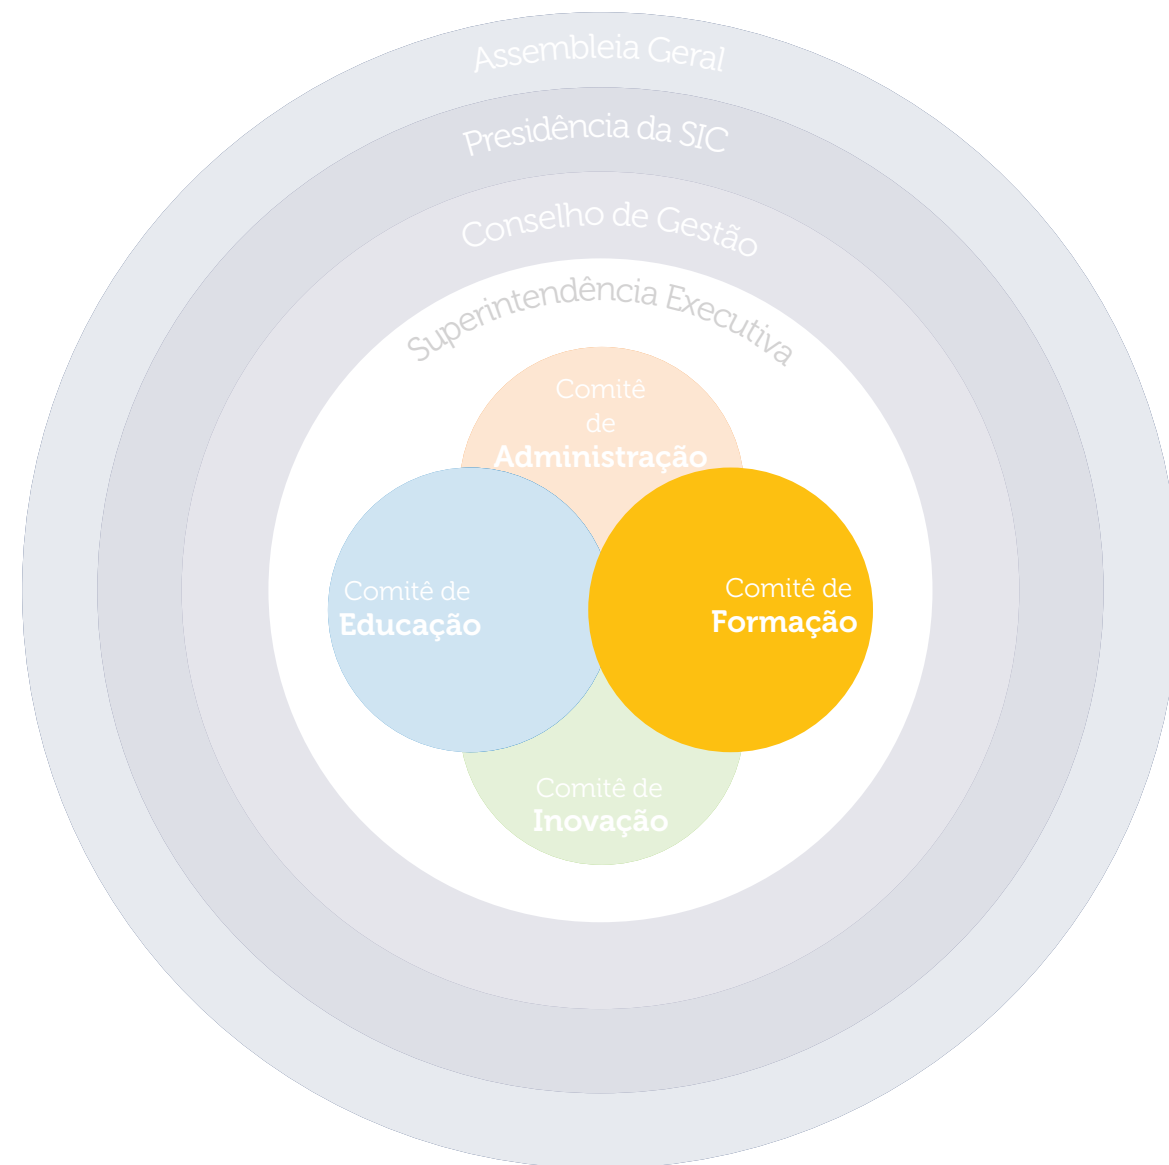 Assembleia Geral
Presidência da SIC
Conselho de Gestão
Superintendência Executiva
Comitê
de
Administração
Comitê de
Educação
Comitê de
Formação
Comitê de
Inovação